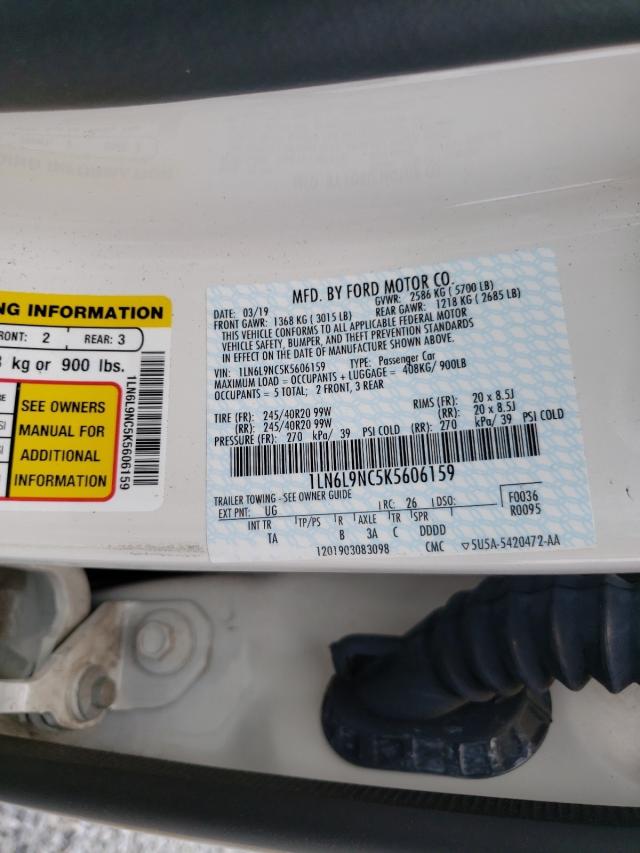 NG INFORMATION
RONT: 2 REAR: 3
kg or 900 lbs.
SEE OWNERS
MANUAL FOR
ADDITIONAL
INFORMATION
1LN6L9NC5K5606159
MFD. BY FORD MOTOR CO.
DATE: 03/19 GVWR: 2586 KG ( 5700 LB)
FRONT GAWR: 1368 KG ( 3015 LB) REAR GAWR: 1218 KG ( 2685 LB)
THIS VEHICLE CONFORMS TO ALL APPLICABLE FEDERAL MOTOR
VEHICLE SAFETY, BUMPER, AND THEFT PREVENTION STANDARDS
IN EFFECT ON THE DATE OF MANUFACTURE SHOWN ABOVE.
VIN: 1LN6L9NC5K5606159 TYPE: Passenger Car
MAXIMUM LOAD = OCCUPANTS + LUGGAGE = 408KG/ 900LB
OCCUPANTS = 5 TOTAL; 2 FRONT, 3 REAR
TIRE (FR): 245/40R20 99W RIMS (FR): 20 x 8.5J
(RR): 245/40R20 99W (RR): 20 x 8.5J
PRESSURE (FR): 270 kPa/ 39 PSI COLD (RR): 270 kPa/ 39 PSI COLD
1LN6L9NC5K5606159
TRAILER TOWING - SEE OWNER GUIDE
EXT PNT: UG RC: 26 DSO: F0036
INT TR TP/PS R AXLE TR SPR R0095
TA B 3A C DDDD
1201903083098 CMC ▽5U5A-5420472-AA